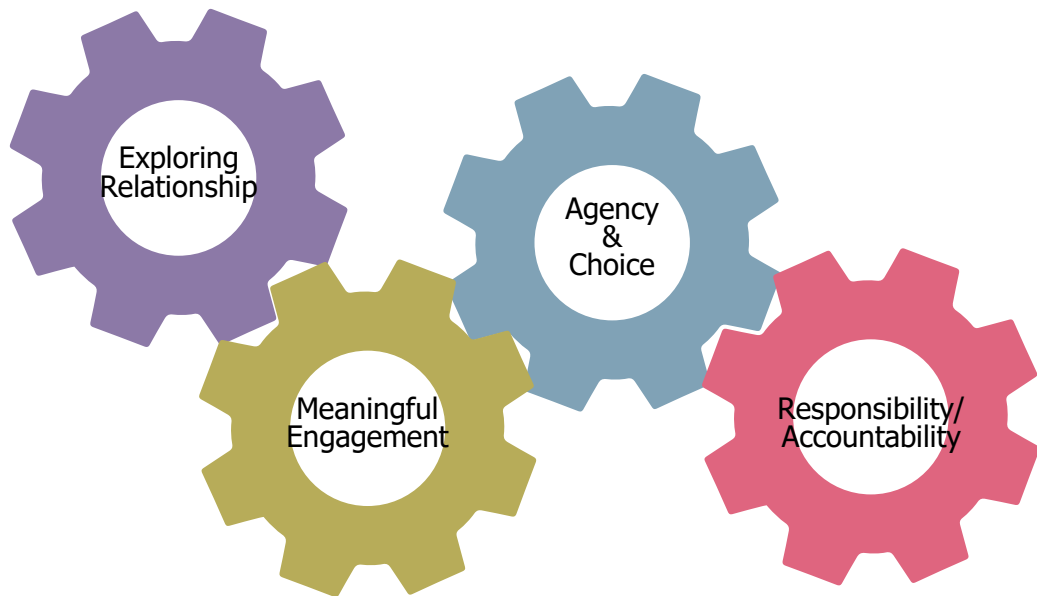 Exploring
Relationship
Agency
&
Choice
Meaningful
Engagement
Responsibility/
Accountability